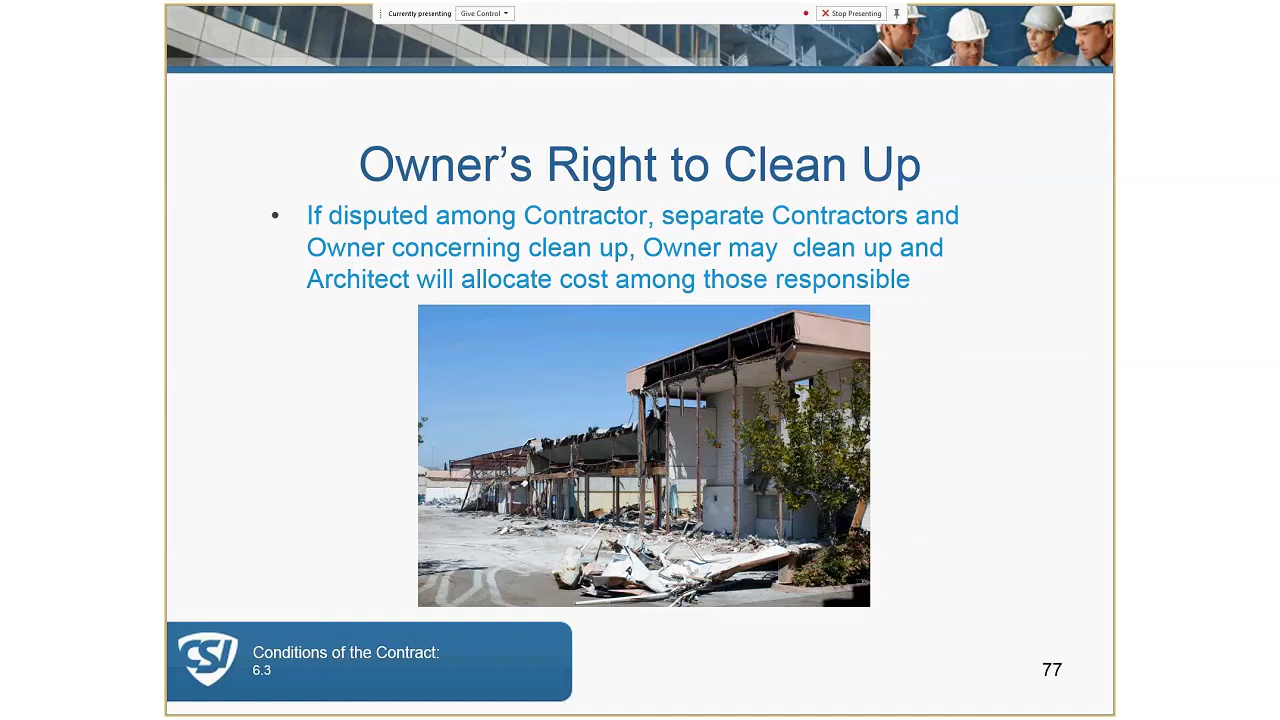 Currently presenting Give Control Stop Presenting
Owner's Right to Clean Up
• If disputed among Contractor, separate Contractors and
Owner concerning clean up, Owner may clean up and
Architect will allocate cost among those responsible
CSI
Conditions of the Contract:
6.3
77